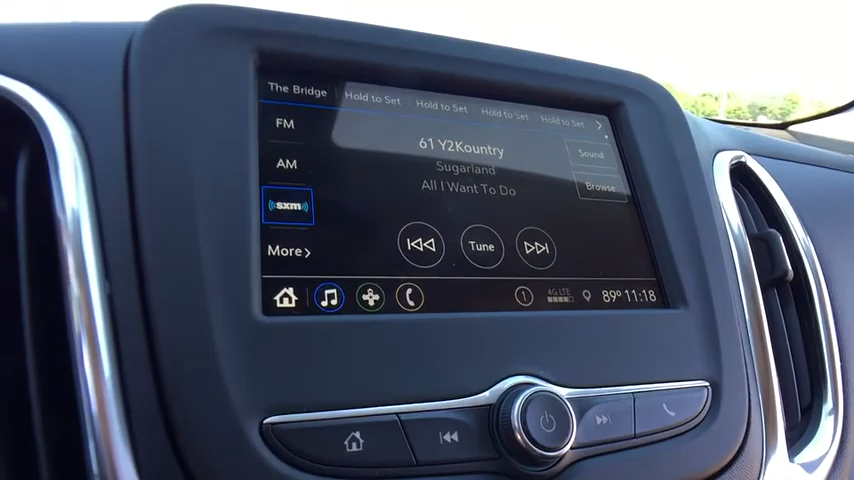 The Bridge
Hold to Set
Hold to Set
Hold to Set
Hold to Set
FM
AM
sxm
More
61 Y2Kountry
Sugarland
All I Want To Do
Sound
Browse
Tune
1
4G LTE
89° 11:18